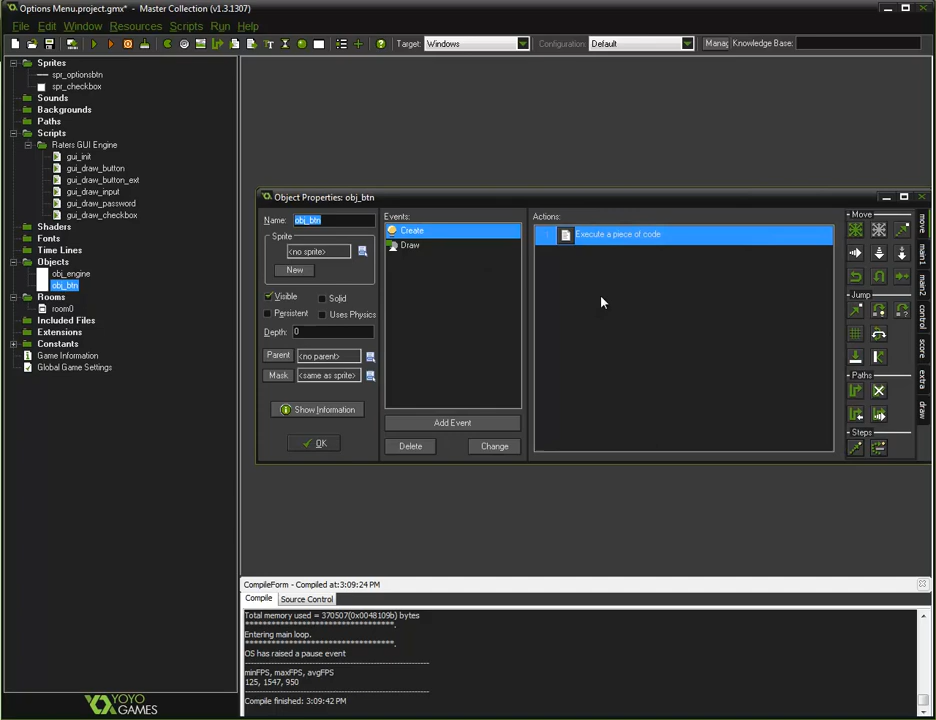 Options Menu.project.gmx* - Master Collection (v1.3.1307)
File Edit Window Resources Scripts Run Help
Target: Windows Configuration: Default Manag Knowledge Base:
Sprites
spr_optionsbtn
spr_checkbox
Sounds
Backgrounds
Paths
Scripts
Raters GUI Engine
gui_init
gui_draw_button
gui_draw_button_ext
gui_draw_input
gui_draw_password
gui_draw_checkbox
Shaders
Fonts
Time Lines
Objects
obj_engine
obj_btn
Rooms
room0
Included Files
Extensions
Constants
Game Information
Global Game Settings
YOYO
GAMES
Object Properties: obj_btn
Name: obj_btn
Sprite
<no sprite>
New
Visible Solid
Persistent Uses Physics
Depth: 0
Parent <no parent>
Mask <same as sprite>
Show Information
OK
Events:
Create
Draw
Add Event
Delete Change
Actions:
Execute a piece of code
Move
Jump
Paths
Steps
move
main1
main2
control
score
extra
draw
CompileForm - Compiled at:3:09:24 PM
Compile Source Control
Total memory used = 370507(0x0048109b) bytes
**********************************.
Entering main loop.
**********************************.
OS has raised a pause event
------------------------------------------------
minFPS, maxFPS, avgFPS
125, 1547, 950
------------------------------------------------
Compile finished: 3:09:42 PM